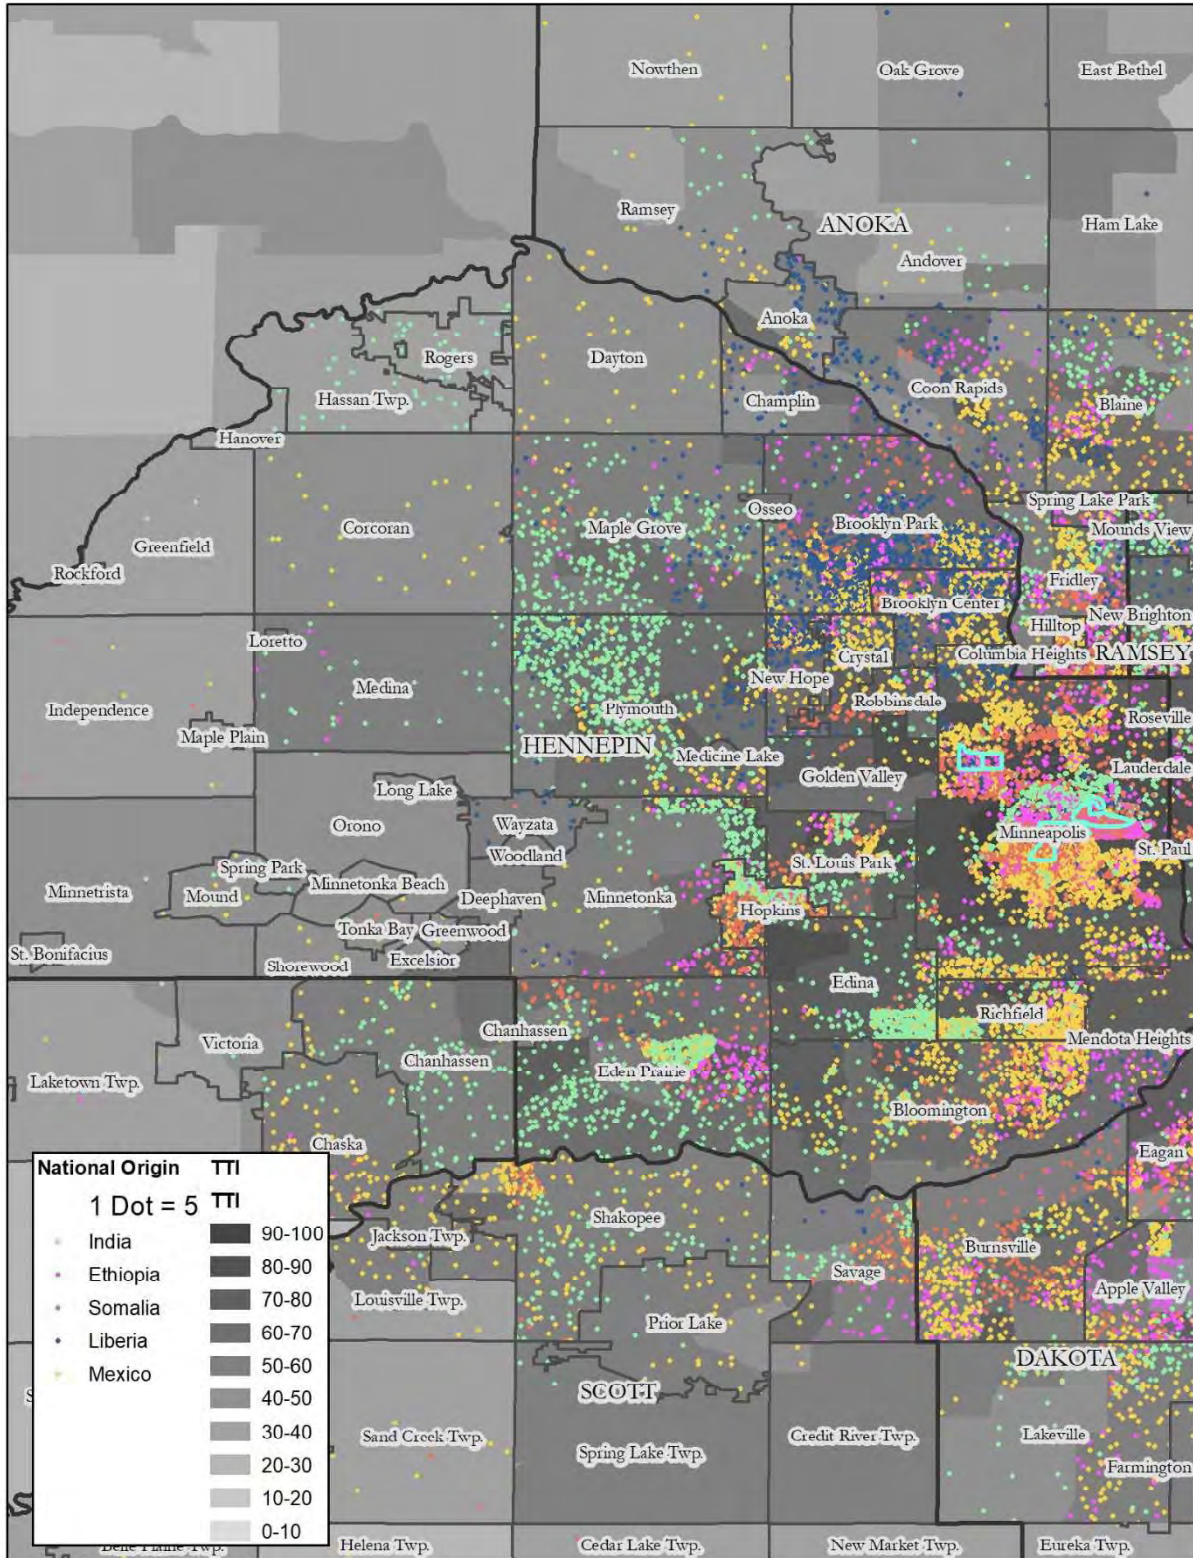 Nowthen
Oak Grove
East Bethel
Ramsey
ANOKA
Ham Lake
Andover
Anoka
Rogers
Dayton
Coon Rapids
Hassan Twp.
Champlin
Blaine
Hanover
Spring Lake Park
Osseo
Corcoran
Maple Grove
Brooklyn Park
Mounds View
Greenfield
Rockford
Fridley
Brooklyn Center
New Brighton
Hilltop
Loretto
Crystal
Columbia Heights
RAMSEY
Medina
New Hope
Independence
Plymouth
Robbinsdale
Roseville
Maple Plain
HENNEPIN
Medicine Lake
Golden Valley
Lauderdale
Long Lake
Orono
Wayzata
Minneapolis
Woodland
St. Paul
Spring Park
Minnetonka Beach
St. Louis Park
Minnetrista
Mound
Deephaven
Minnetonka
Hopkins
Tonka Bay
Greenwood
St. Bonifacius
Shorewood
Excelsior
Edina
Richfield
Victoria
Chanhassen
Mendota Heights
Chanhassen
Laketown Twp.
Eden Prairie
Bloomington
Chaska
Eagan
Shakopee
Jackson Twp.
Burnsville
Savage
Apple Valley
Louisville Twp.
Prior Lake
SCOTT
DAKOTA
Sand Creek Twp.
Spring Lake Twp.
Credit River Twp.
Lakeville
Farmington
Belle Plaine Twp.
Helena Twp.
Cedar Lake Twp.
New Market Twp.
Eureka Twp.
National Origin
1 Dot = 5
India
Ethiopia
Somalia
Liberia
Mexico
TTI
TTI
90-100
80-90
70-80
60-70
50-60
40-50
30-40
20-30
10-20
0-10